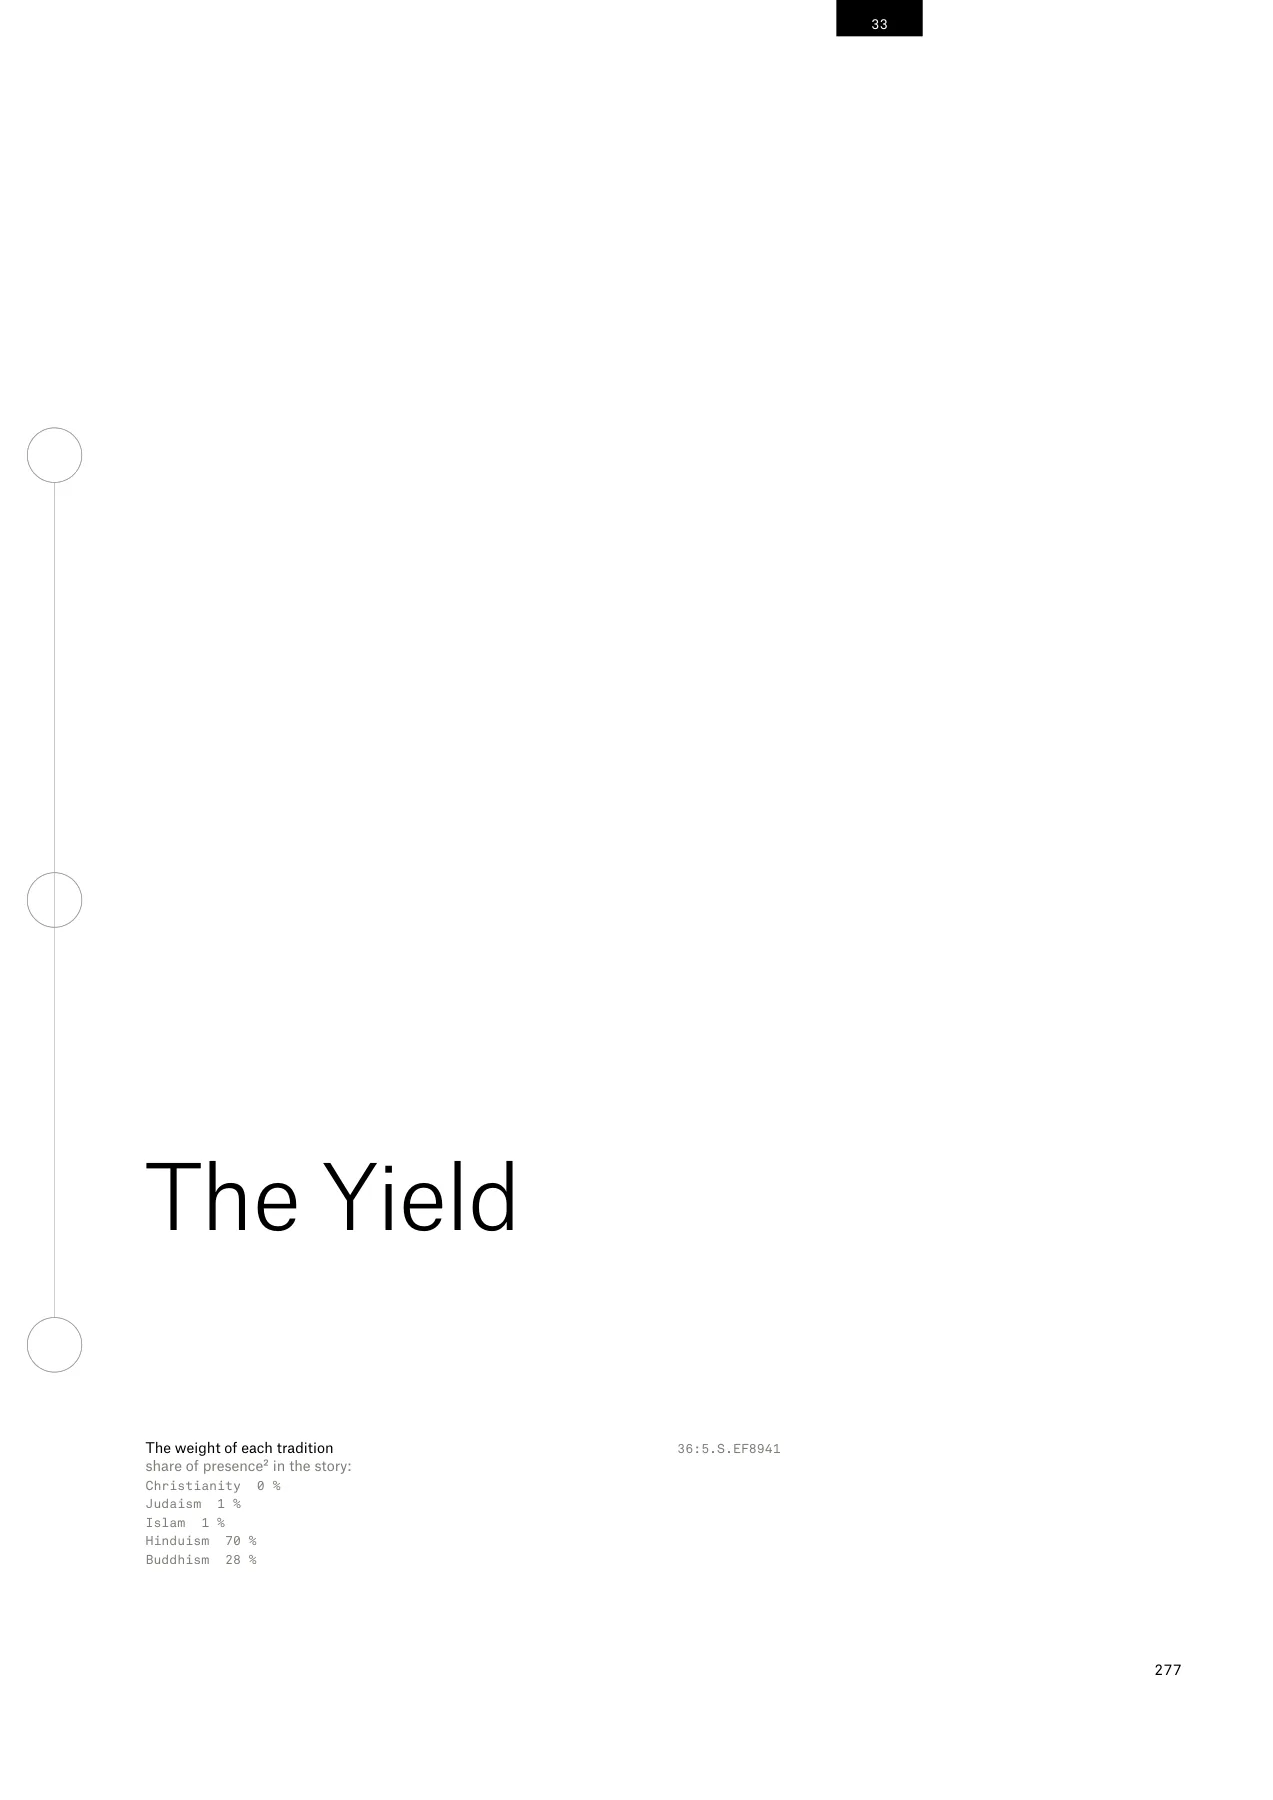 33
The Yield
The weight of each tradition
share of presence² in the story:
Christianity  0 %
Judaism  1 %
Islam  1 %
Hinduism  70 %
Buddhism  28 %
36:5.S.EF8941
277